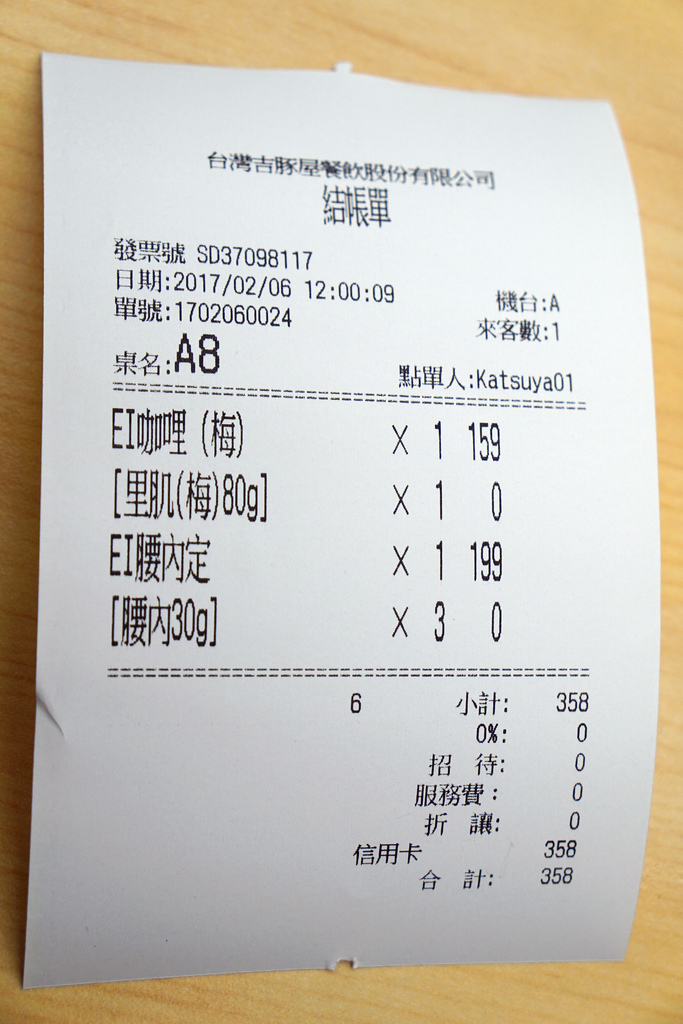 台灣吉豚屋餐飲股份有限公司
結帳單
發票號 SD37098117
日期:2017/02/06 12:00:09 機台:A
單號:1702060024 來客數:1
桌名:A8 點單人:Katsuya01
EI咖哩 (梅) X 1 159
[里肌(梅)80g] X 1 0
EI腰內定 X 1 199
[腰內30g] X 3 0
6 小計: 358
0%: 0
招 待: 0
服務費: 0
折 讓: 0
信用卡 358
合 計: 358